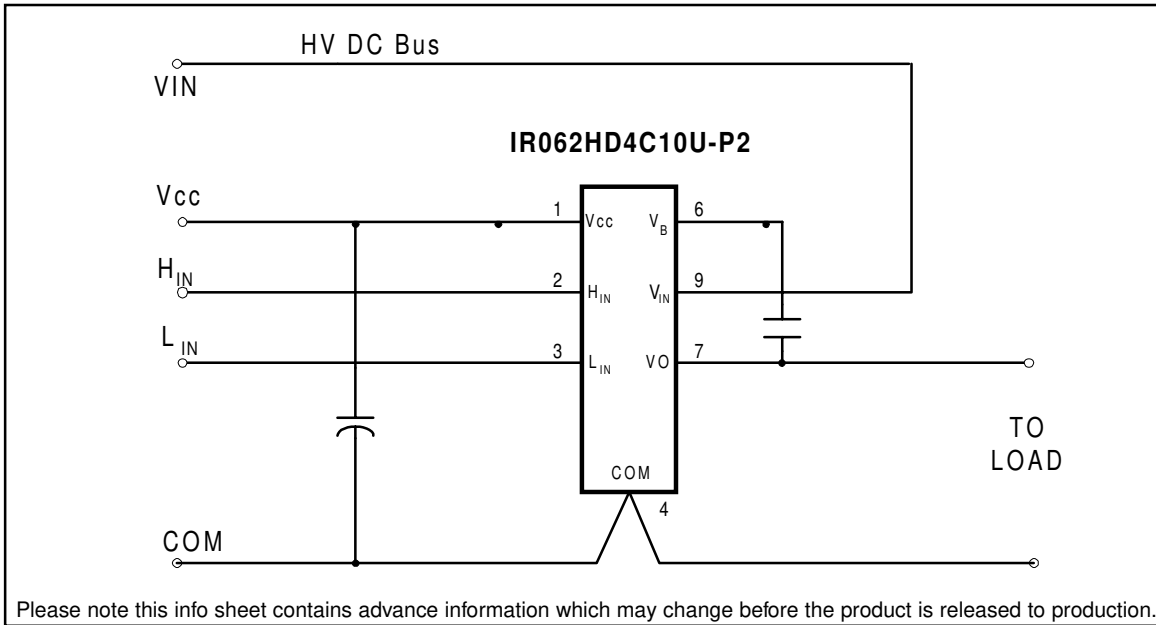 HV DC Bus
VIN
IR062HD4C10U-P2
Vcc
1
Vcc
VB
6
HIN
2
HIN
VIN
9
LIN
3
LIN
VO
7
TO
LOAD
COM
4
COM
Please note this info sheet contains advance information which may change before the product is released to production.